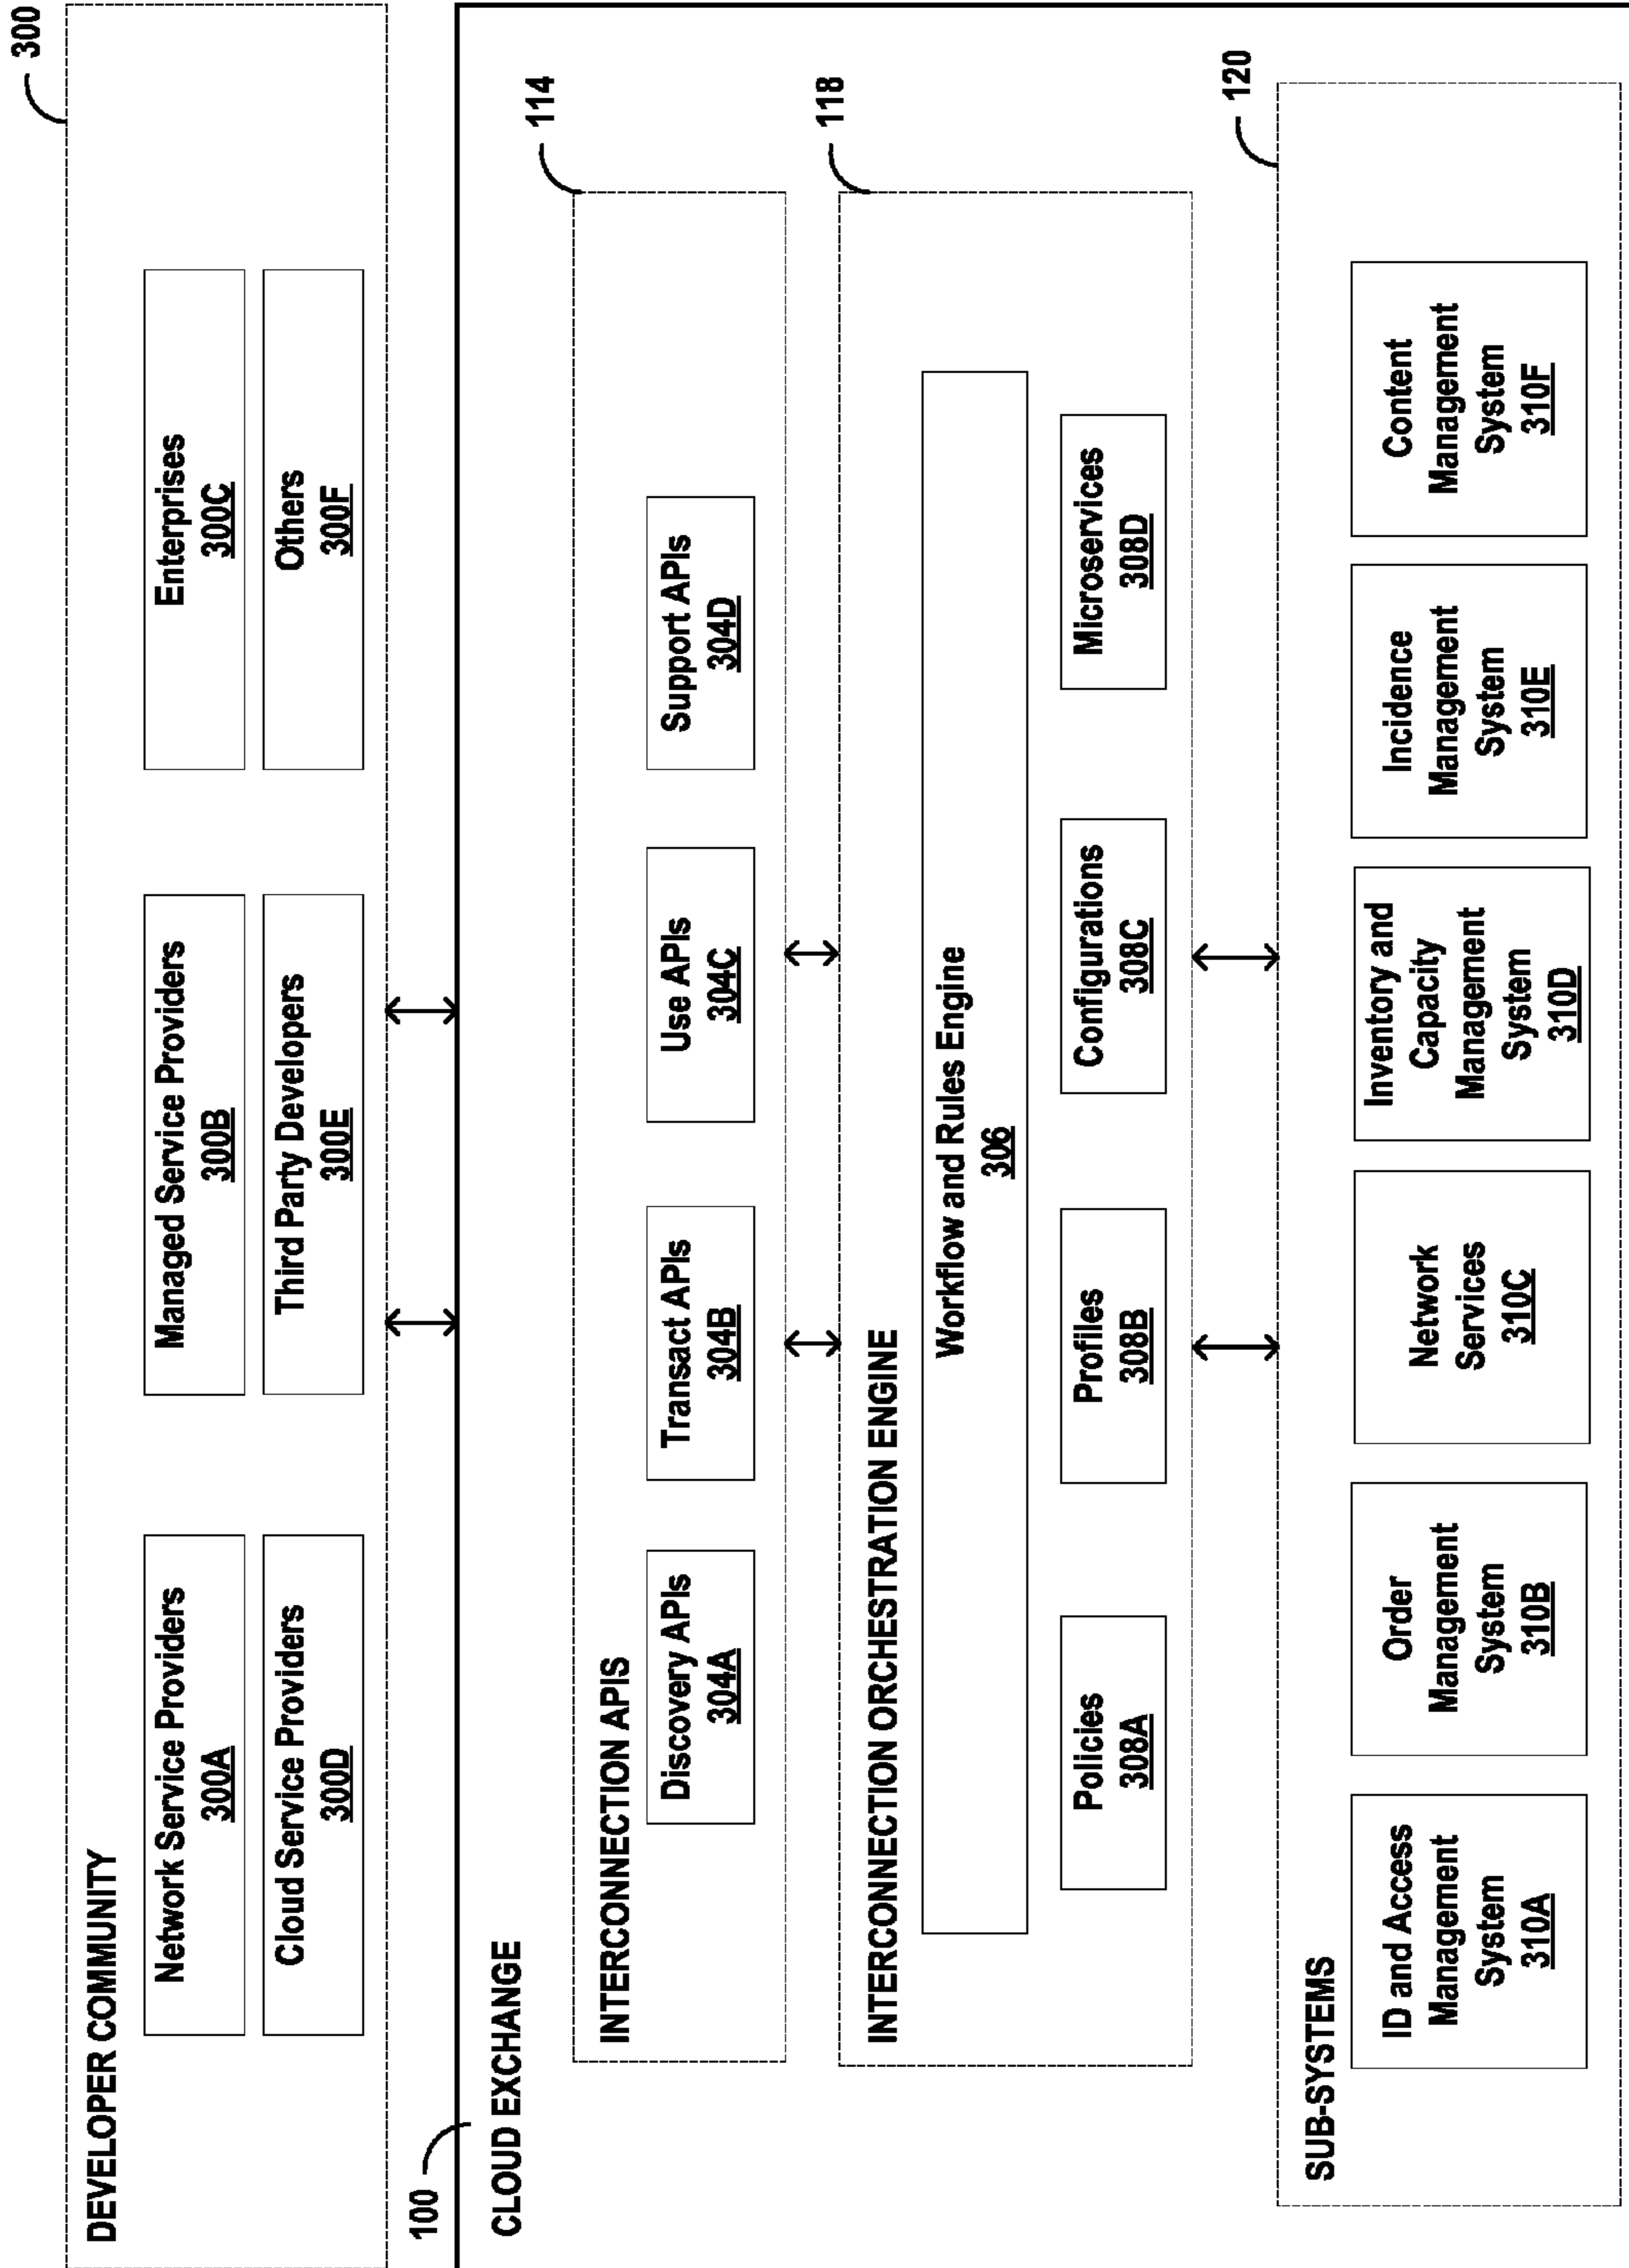 300
DEVELOPER COMMUNITY
Network Service Providers
300A
Managed Service Providers
300B
Enterprises
300C
Cloud Service Providers
300D
Third Party Developers
300E
Others
300F
100
CLOUD EXCHANGE
114
INTERCONNECTION APIS
Discovery APIs
304A
Transact APIs
304B
Use APIs
304C
Support APIs
304D
118
INTERCONNECTION ORCHESTRATION ENGINE
Workflow and Rules Engine
306
Policies
308A
Profiles
308B
Configurations
308C
Microservices
308D
120
SUB-SYSTEMS
ID and Access
Management
System
310A
Order
Management
System
310B
Network
Services
310C
Inventory and
Capacity
Management
System
310D
Incidence
Management
System
310E
Content
Management
System
310F